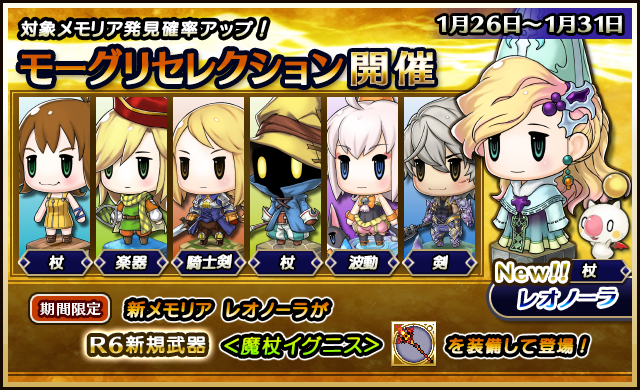 対象メモリア発見確率アップ！
1月26日～1月31日
モーグリセレクション開催
杖
楽器
騎士剣
杖
波動
剣
New!! 杖
レオノーラ
期間限定 新メモリア レオノーラが
R6新規武器 <魔杖イグニス> を装備して登場！